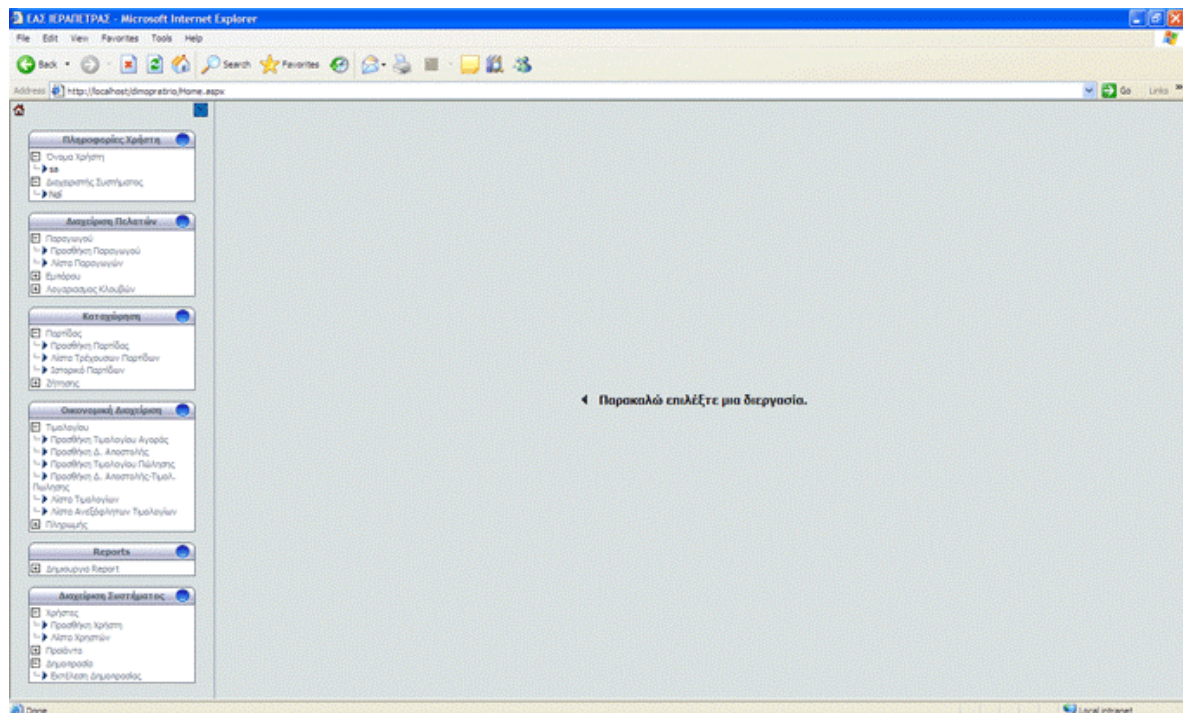 ΕΑΣ ΙΕΡΑΠΕΤΡΑΣ - Microsoft Internet Explorer
File Edit View Favorites Tools Help
Back Search Favorites
Address http://localhost/dimopratirio/Home.aspx Go Links
Πληροφορίες Χρήστη
Όνομα Χρήστη
sa
Διαχειριστής Συστήματος
Ναί
Διαχείριση Πελατών
Παραγωγού
Προσθήκη Παραγωγού
Λίστα Παραγωγών
Εμπόρου
Λογαριασμος Κλουβών
Καταχώρηση
Παρτίδας
Προσθήκη Παρτίδας
Λίστα Τρέχουσων Παρτίδων
Ιστορικό Παρτίδων
Ζήτησης
Οικονομική Διαχείριση
Τιμολογίου
Προσθήκη Τιμολογίου Αγοράς
Προσθήκη Δ. Αποστολής
Προσθήκη Τιμολογίου Πώλησης
Προσθήκη Δ. Αποστολής-Τιμολ.
Πώλησης
Λίστα Τιμολογίων
Λίστα Ανεξόφλητων Τιμολογίων
Πληρωμής
Reports
Δημιουργια Report
Διαχείριση Συστήματος
Χρήστες
Προσθήκη Χρήστη
Λίστα Χρηστών
Προϊόντα
Δημοπρασία
Εκτέλεση Δημοπρασίας
Παρακαλώ επιλέξτε μια διεργασία.
Done Local intranet